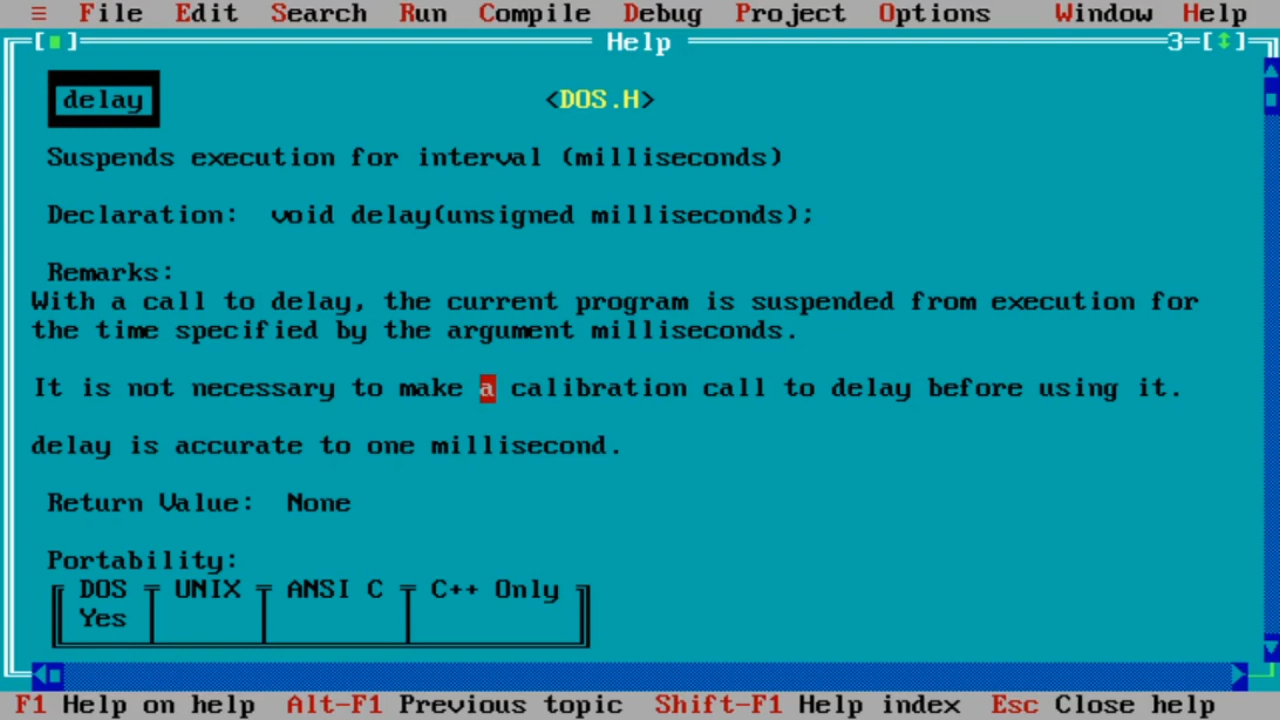 ≡ File Edit Search Run Compile Debug Project Options Window Help
[■] Help 3=[↕]
delay <DOS.H>
Suspends execution for interval (milliseconds)
Declaration: void delay(unsigned milliseconds);
Remarks:
With a call to delay, the current program is suspended from execution for
the time specified by the argument milliseconds.
It is not necessary to make a calibration call to delay before using it.
delay is accurate to one millisecond.
Return Value: None
Portability:
DOS UNIX ANSI C C++ Only
Yes
F1 Help on help Alt-F1 Previous topic Shift-F1 Help index Esc Close help